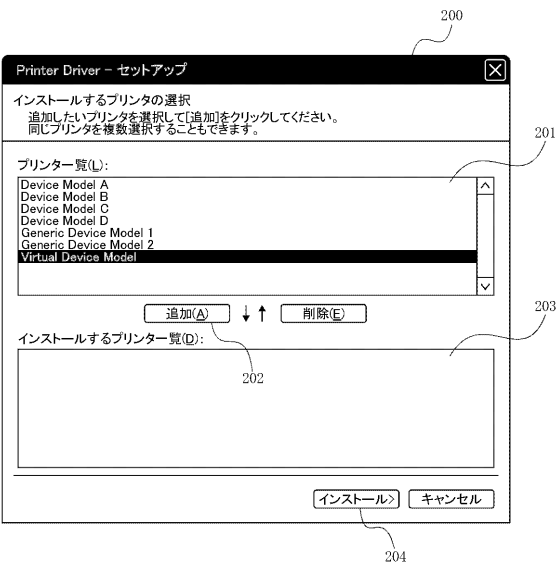 200
Printer Driver − セットアップ
インストールするプリンタの選択
追加したいプリンタを選択して[追加]をクリックしてください。
同じプリンタを複数選択することもできます。
201
プリンター覧(L):
Device Model A
Device Model B
Device Model C
Device Model D
Generic Device Model 1
Generic Device Model 2
Virtual Device Model
追加(A) ↓↑ 削除(E)
203
インストールするプリンター覧(D):
202
インストール> キャンセル
204